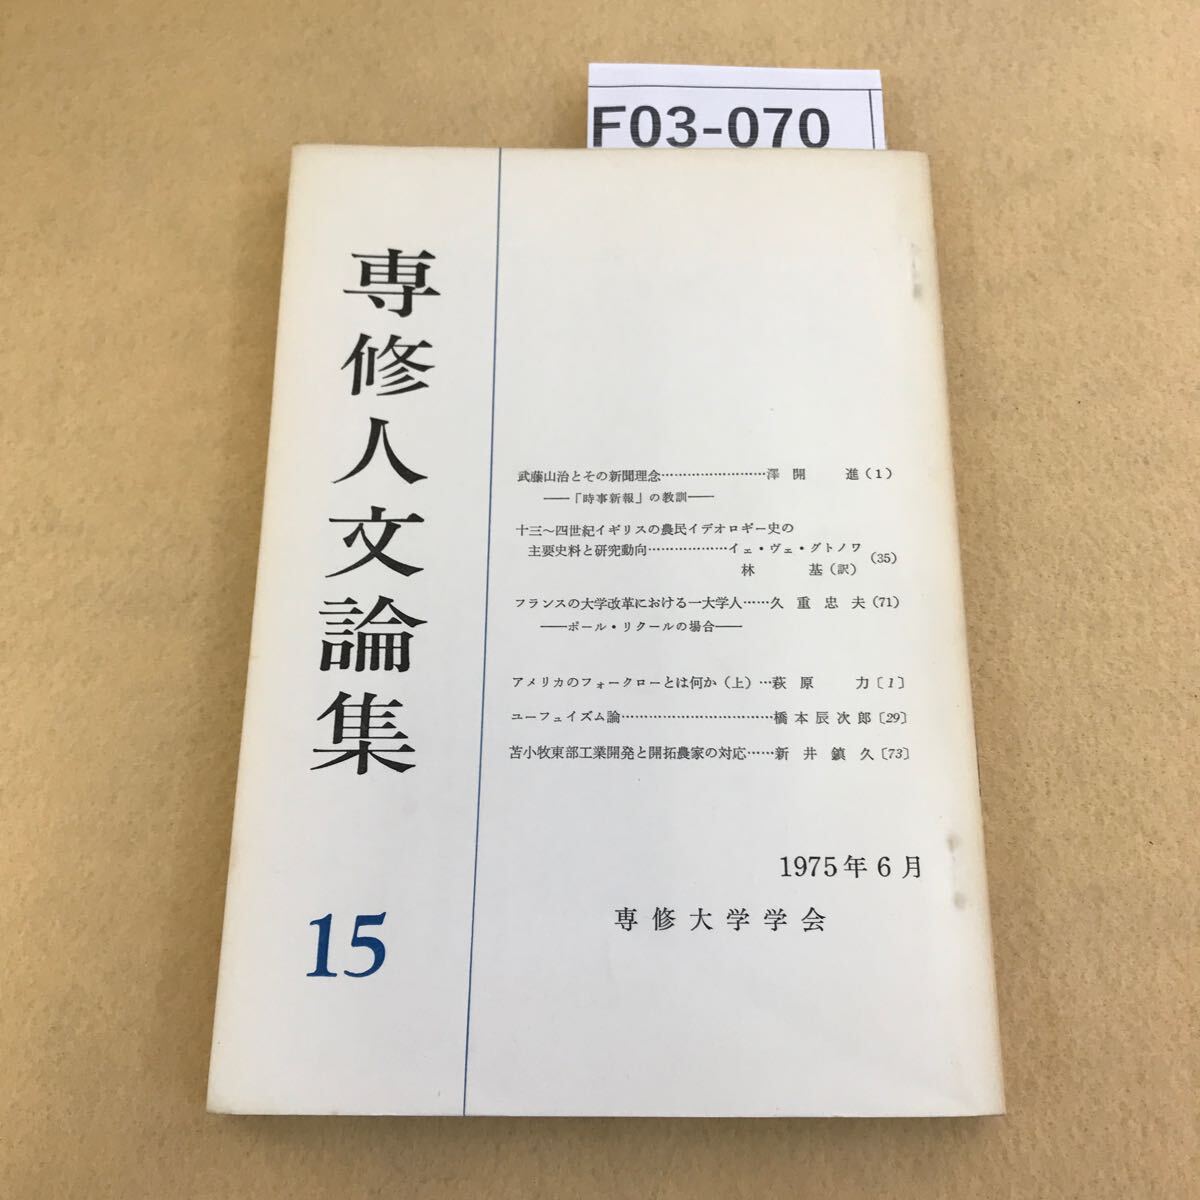 F03-070
専修人文論集
15
武藤山治とその新聞理念……………………澤開 進(1)
――「時事新報」の教訓――
十三～四世紀イギリスの農民イデオロギー史の
主要史料と研究動向………………イェ・ヴェ・グトノワ
林 基(訳) (35)
フランスの大学改革における一大学人……久重忠夫(71)
――ポール・リクールの場合――
アメリカのフォークローとは何か(上)…萩原 力〔1〕
ユーフュイズム論………………………………橋本辰次郎〔29〕
苫小牧東部工業開発と開拓農家の対応……新井鎮久〔73〕
1975年6月
専修大学学会